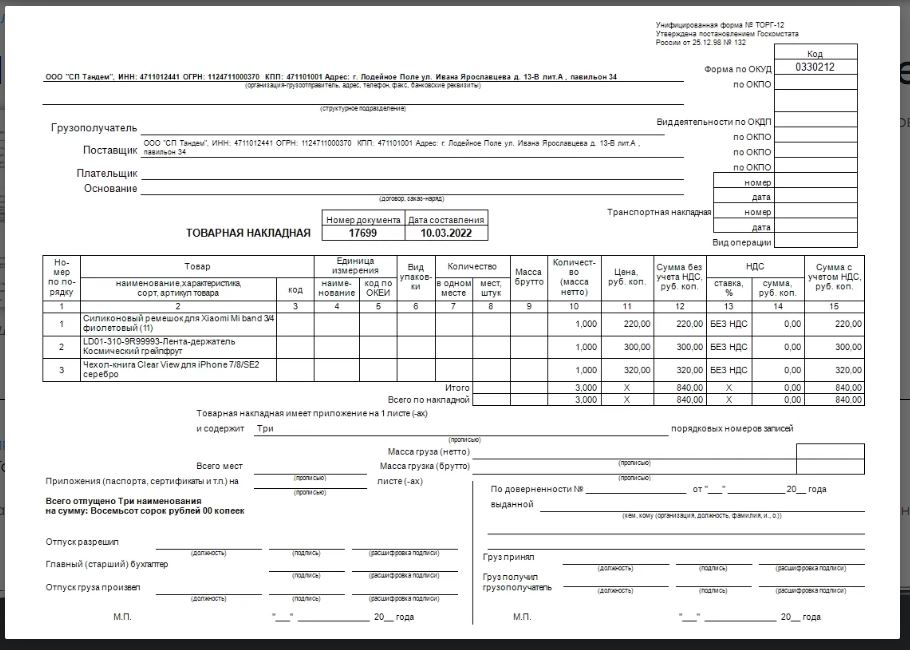 Унифицированная форма № ТОРГ-12
Утверждена постановлением Госкомстата
России от 25.12.98 № 132
Код
Форма по ОКУД 0330212
по ОКПО
ООО "СП Тандем", ИНН: 4711012441 ОГРН: 1124711000370 КПП: 471101001 Адрес: г. Лодейное Поле ул. Ивана Ярославцева д. 13-В лит.А , павильон 34
(организация-грузоотправитель, адрес, телефон, факс, банковские реквизиты)
(структурное подразделение)
Вид деятельности по ОКДП
Грузополучатель
по ОКПО
Поставщик
ООО "СП Тандем", ИНН: 4711012441 ОГРН: 1124711000370 КПП: 471101001 Адрес: г. Лодейное Поле ул. Ивана Ярославцева д. 13-В лит.А ,
павильон 34
по ОКПО
Плательщик
по ОКПО
Основание
(договор, заказ-наряд)
номер
дата
Транспортная накладная номер
дата
Вид операции
ТОВАРНАЯ НАКЛАДНАЯ
Номер документа Дата составления
17699 10.03.2022
Но-
мер
по по-
рядку
Товар
наименование,характеристика,
сорт, артикул товара
код
Единица
измерения
наиме-
нование
код по
ОКЕИ
Вид
упаков-
ки
Количество
в одном
месте
мест,
штук
Масса
брутто
Количест-
во
(масса
нетто)
Цена,
руб. коп.
Сумма без
учета НДС,
руб. коп.
НДС
ставка,
%
сумма,
руб. коп.
Сумма с
учетом НДС,
руб. коп.
1 2 3 4 5 6 7 8 9 10 11 12 13 14 15
1 Силиконовый ремешок для Xiaomi Mi band 3/4
фиолетовый (11) 1,000 220,00 220,00 БЕЗ НДС 0,00 220,00
2 LD01-310-9R99993-Лента-держатель
Космический грейпфрут 1,000 300,00 300,00 БЕЗ НДС 0,00 300,00
3 Чехол-книга Clear View для iPhone 7/8/SE2
серебро 1,000 320,00 320,00 БЕЗ НДС 0,00 320,00
Итого 3,000 X 840,00 X 0,00 840,00
Всего по накладной 3,000 X 840,00 X 0,00 840,00
Товарная накладная имеет приложение на 1 листе (-ах)
и содержит Три порядковых номеров записей
(прописью)
Масса груза (нетто)
(прописью)
Всего мест Масса грузка (брутто)
(прописью) (прописью)
Приложения (паспорта, сертификаты и т.п.) на листе (-ах)
(прописью)
Всего отпущено Три наименования
на сумму: Восемьсот сорок рублей 00 копеек
Отпуск разрешил
(должность) (подпись) (расшифровка подписи)
Главный (старший) бухгалтер
(подпись) (расшифровка подписи)
Отпуск груза произвел
(должность) (подпись) (расшифровка подписи)
М.П. "___" ______________ 20__ года
По доверенности № ____________ от "___" ____________ 20__ года
выданной
(кем, кому (организация, должность, фамилия, и., о.))
Груз принял
(должность) (подпись) (расшифровка подписи)
Груз получил
грузополучатель
(должность) (подпись) (расшифровка подписи)
М.П. "___" ______________ 20__ года